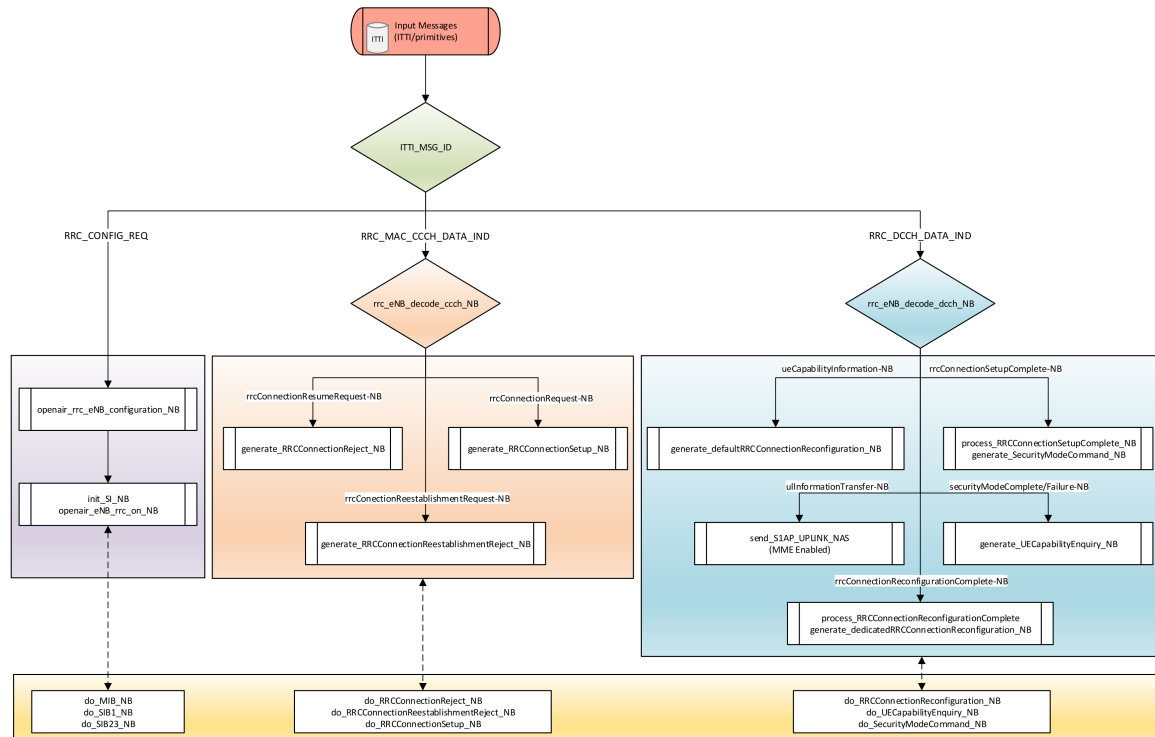 Input Messages
(ITTI/primitives)
ITTI
ITTI_MSG_ID
RRC_CONFIG_REQ
RRC_MAC_CCCH_DATA_IND
RRC_DCCH_DATA_IND
rrc_eNB_decode_ccch_NB
rrc_eNB_decode_dcch_NB
openair_rrc_eNB_configuration_NB
init_SI_NB
openair_eNB_rrc_on_NB
rrcConnectionResumeRequest-NB
rrcConnectionRequest-NB
generate_RRCConnectionReject_NB
generate_RRCConnectionSetup_NB
rrcConectionReestablishmentRequest-NB
generate_RRCConnectionReestablishmentReject_NB
ueCapabilityInformation-NB
rrcConnectionSetupComplete-NB
generate_defaultRRCConnectionReconfiguration_NB
process_RRCConnectionSetupComplete_NB
generate_SecurityModeCommand_NB
ulInformationTransfer-NB
securityModeComplete/Failure-NB
send_S1AP_UPLINK_NAS
(MME Enabled)
generate_UECapabilityEnquiry_NB
rrcConnectionReconfigurationComplete-NB
process_RRCConnectionReconfigurationComplete
generate_dedicatedRRCConnectionReconfiguration_NB
do_MIB_NB
do_SIB1_NB
do_SIB23_NB
do_RRCConnectionReject_NB
do_RRCConnectionReestablishmentReject_NB
do_RRCConnectionSetup_NB
do_RRCConnectionReconfiguration_NB
do_UECapabilityEnquiry_NB
do_SecurityModeCommand_NB